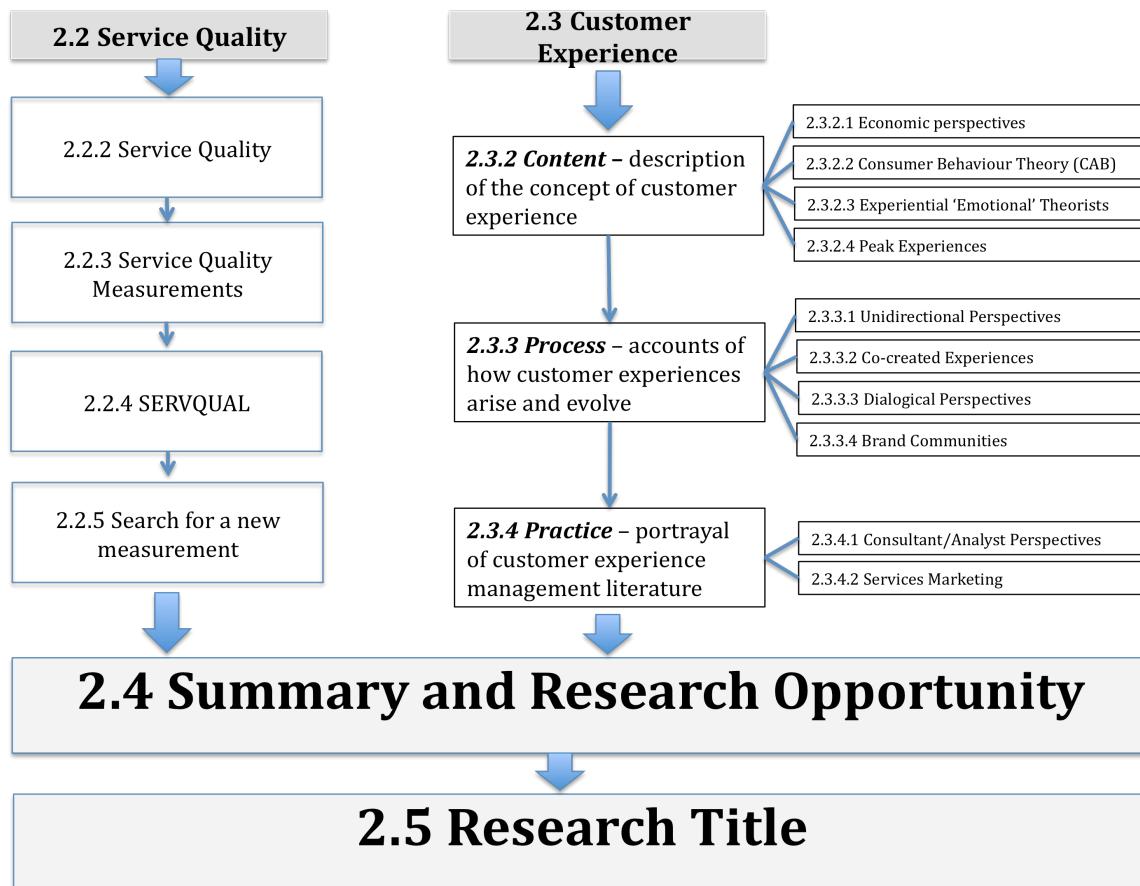 2.2 Service Quality
2.2.2 Service Quality
2.2.3 Service Quality
Measurements
2.2.4 SERVQUAL
2.2.5 Search for a new
measurement
2.3 Customer
Experience
2.3.2 Content – description
of the concept of customer
experience
2.3.2.1 Economic perspectives
2.3.2.2 Consumer Behaviour Theory (CAB)
2.3.2.3 Experiential ‘Emotional’ Theorists
2.3.2.4 Peak Experiences
2.3.3 Process – accounts of
how customer experiences
arise and evolve
2.3.3.1 Unidirectional Perspectives
2.3.3.2 Co-created Experiences
2.3.3.3 Dialogical Perspectives
2.3.3.4 Brand Communities
2.3.4 Practice – portrayal
of customer experience
management literature
2.3.4.1 Consultant/Analyst Perspectives
2.3.4.2 Services Marketing
2.4 Summary and Research Opportunity
2.5 Research Title